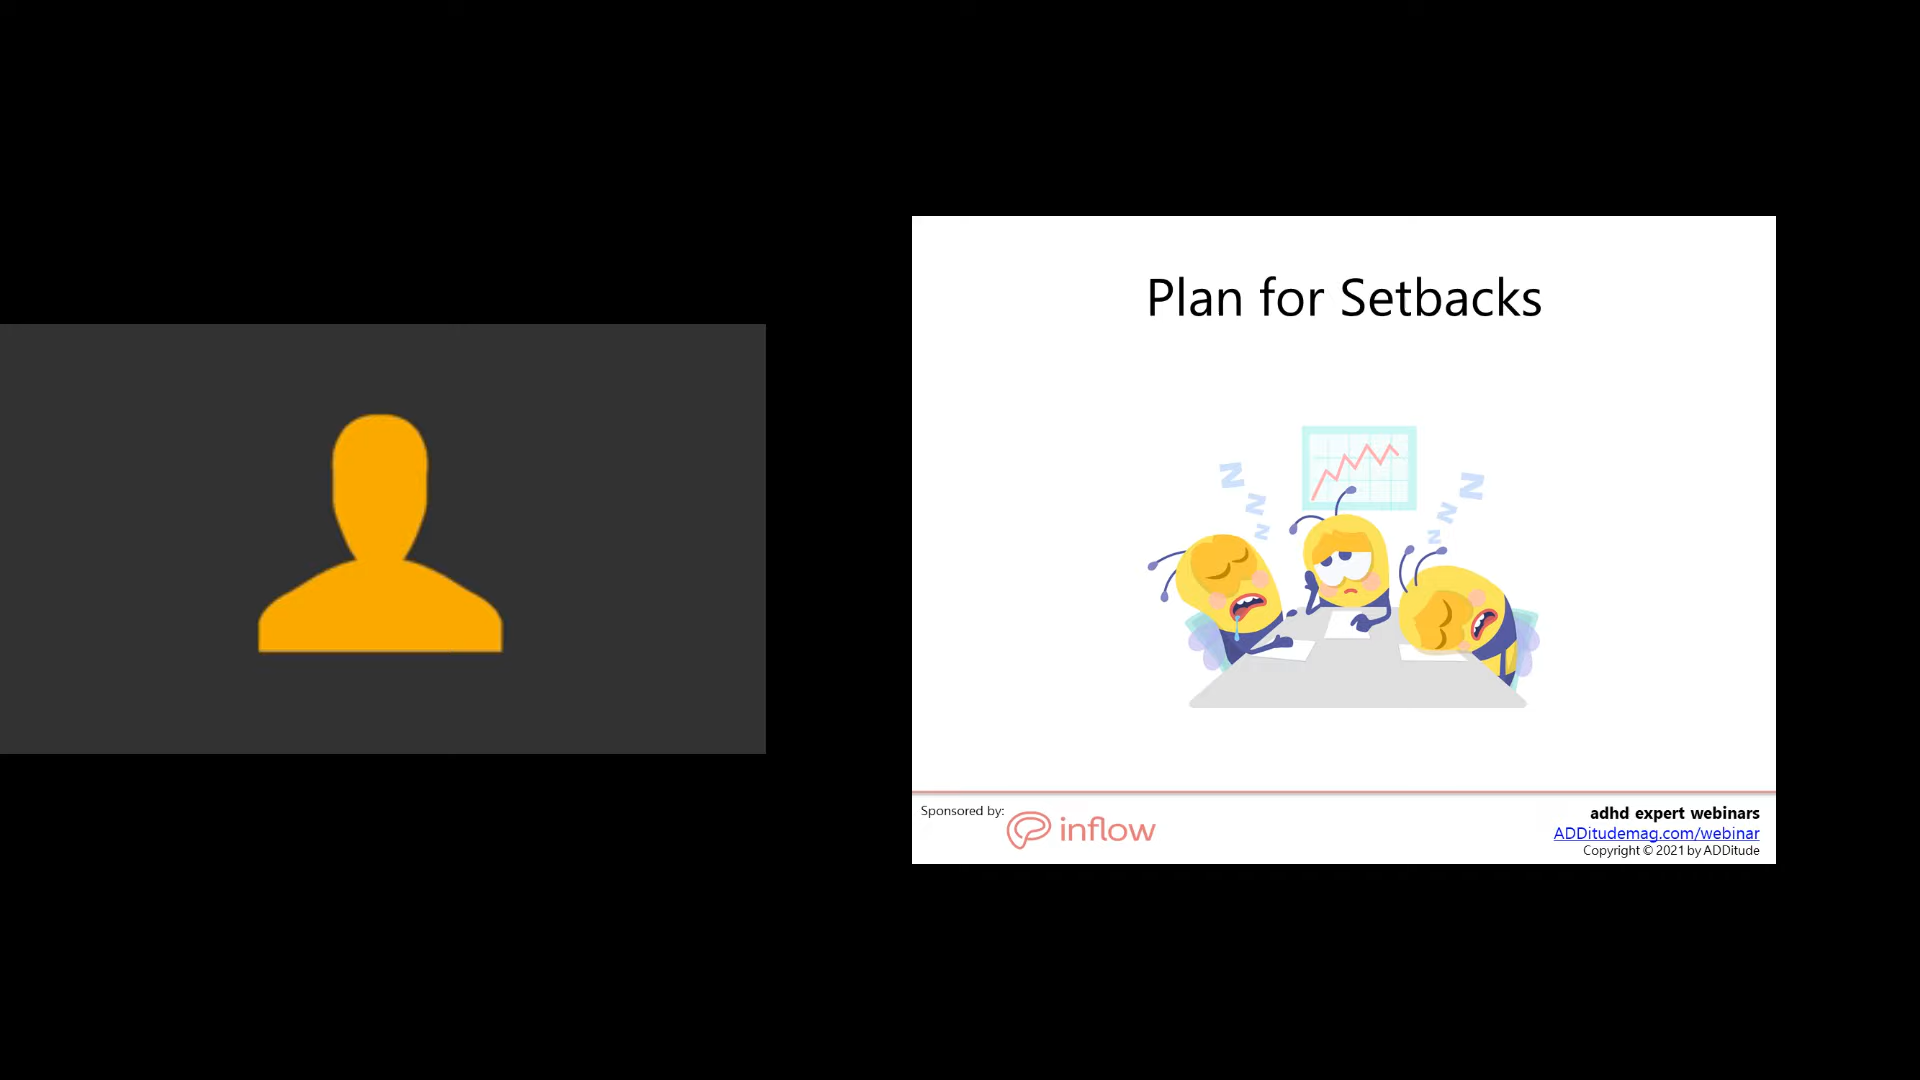 Plan for Setbacks
Z
Z
Z
Z
Z
Z
Sponsored by:
inflow
adhd expert webinars
ADDitudemag.com/webinar
Copyright © 2021 by ADDitude